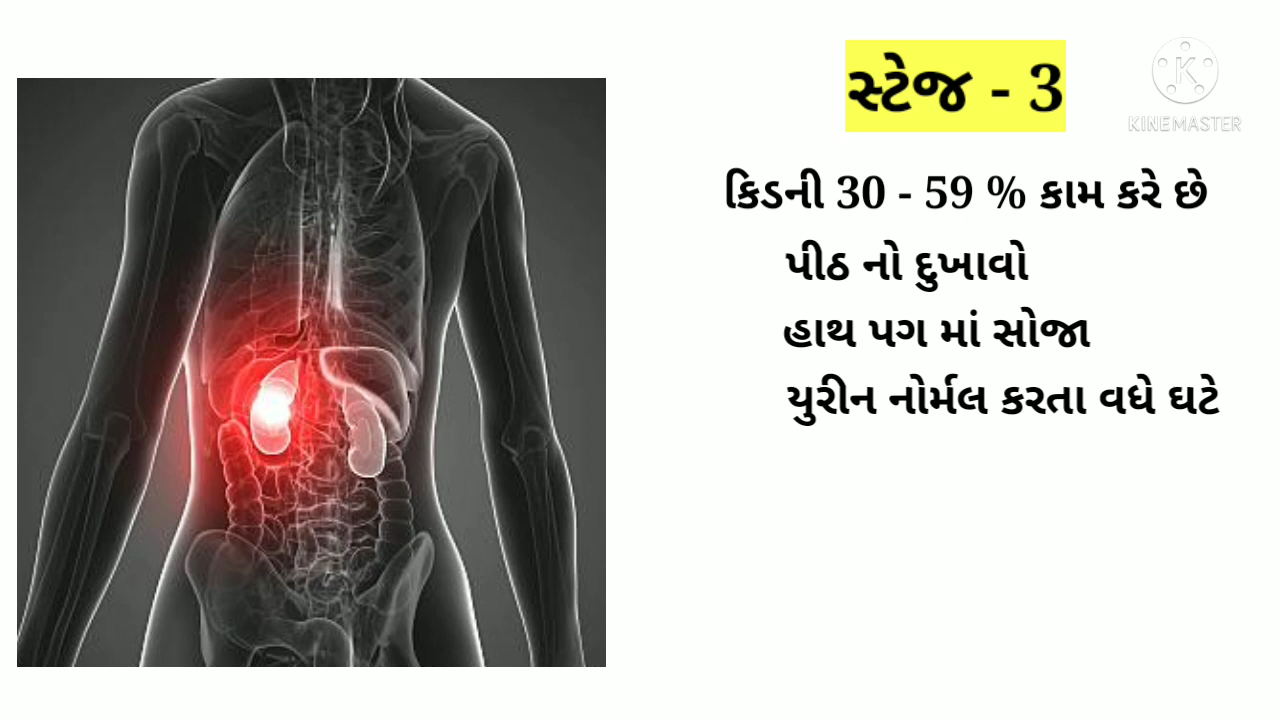 સ્ટેજ - 3
KINEMASTER
કિડની 30 - 59 % કામ કરે છે
પીઠ નો દુખાવો
હાથ પગ માં સોજા
યુરીન નોર્મલ કરતા વધે ઘટે